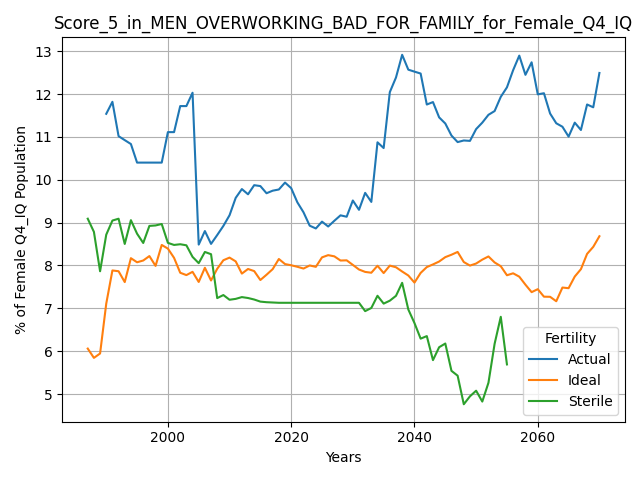 Score_5_in_MEN_OVERWORKING_BAD_FOR_FAMILY_for_Female_Q4_IQ
% of Female Q4_IQ Population
13
12
11
10
9
8
7
6
5
2000 2020 2040 2060
Years
Fertility
Actual
Ideal
Sterile